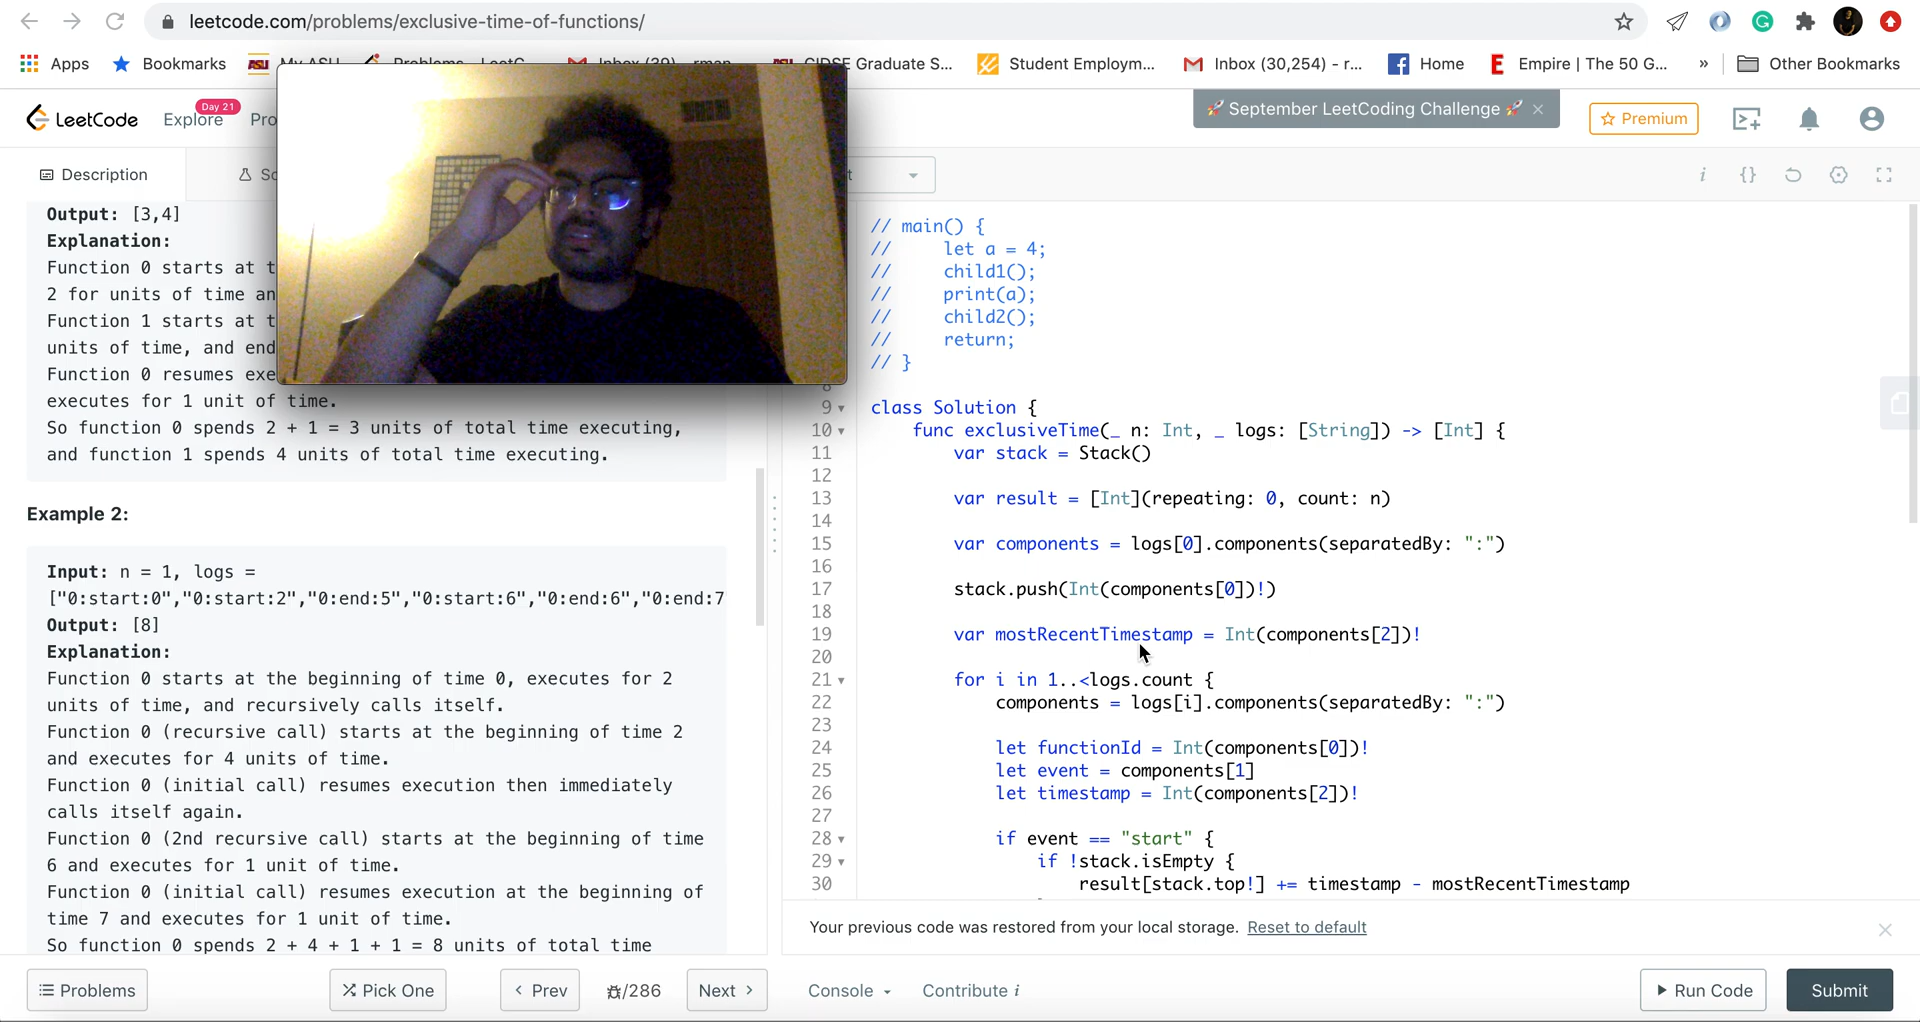 leetcode.com/problems/exclusive-time-of-functions/
Apps Bookmarks ASU My ASU Problems - LeetC... Inbox (39) - rman... CIDSE Graduate S... Student Employm... Inbox (30,254) - r... Home Empire | The 50 G... » Other Bookmarks
LeetCode Explore Day 21 Pro 🚀 September LeetCoding Challenge 🚀 × Premium
Description So t
Output: [3,4]
Explanation:
Function 0 starts at t
2 for units of time an
Function 1 starts at t
units of time, and end
Function 0 resumes exe
executes for 1 unit of time.
So function 0 spends 2 + 1 = 3 units of total time executing,
and function 1 spends 4 units of total time executing.
Example 2:
Input: n = 1, logs =
["0:start:0","0:start:2","0:end:5","0:start:6","0:end:6","0:end:7
Output: [8]
Explanation:
Function 0 starts at the beginning of time 0, executes for 2
units of time, and recursively calls itself.
Function 0 (recursive call) starts at the beginning of time 2
and executes for 4 units of time.
Function 0 (initial call) resumes execution then immediately
calls itself again.
Function 0 (2nd recursive call) starts at the beginning of time
6 and executes for 1 unit of time.
Function 0 (initial call) resumes execution at the beginning of
time 7 and executes for 1 unit of time.
So function 0 spends 2 + 4 + 1 + 1 = 8 units of total time
// main() {
// let a = 4;
// child1();
// print(a);
// child2();
// return;
// }
8
9 class Solution {
10 func exclusiveTime(_ n: Int, _ logs: [String]) -> [Int] {
11 var stack = Stack()
12
13 var result = [Int](repeating: 0, count: n)
14
15 var components = logs[0].components(separatedBy: ":")
16
17 stack.push(Int(components[0])!)
18
19 var mostRecentTimestamp = Int(components[2])!
20
21 for i in 1..<logs.count {
22 components = logs[i].components(separatedBy: ":")
23
24 let functionId = Int(components[0])!
25 let event = components[1]
26 let timestamp = Int(components[2])!
27
28 if event == "start" {
29 if !stack.isEmpty {
30 result[stack.top!] += timestamp - mostRecentTimestamp
Your previous code was restored from your local storage. Reset to default
Problems Pick One < Prev /286 Next > Console Contribute i Run Code Submit